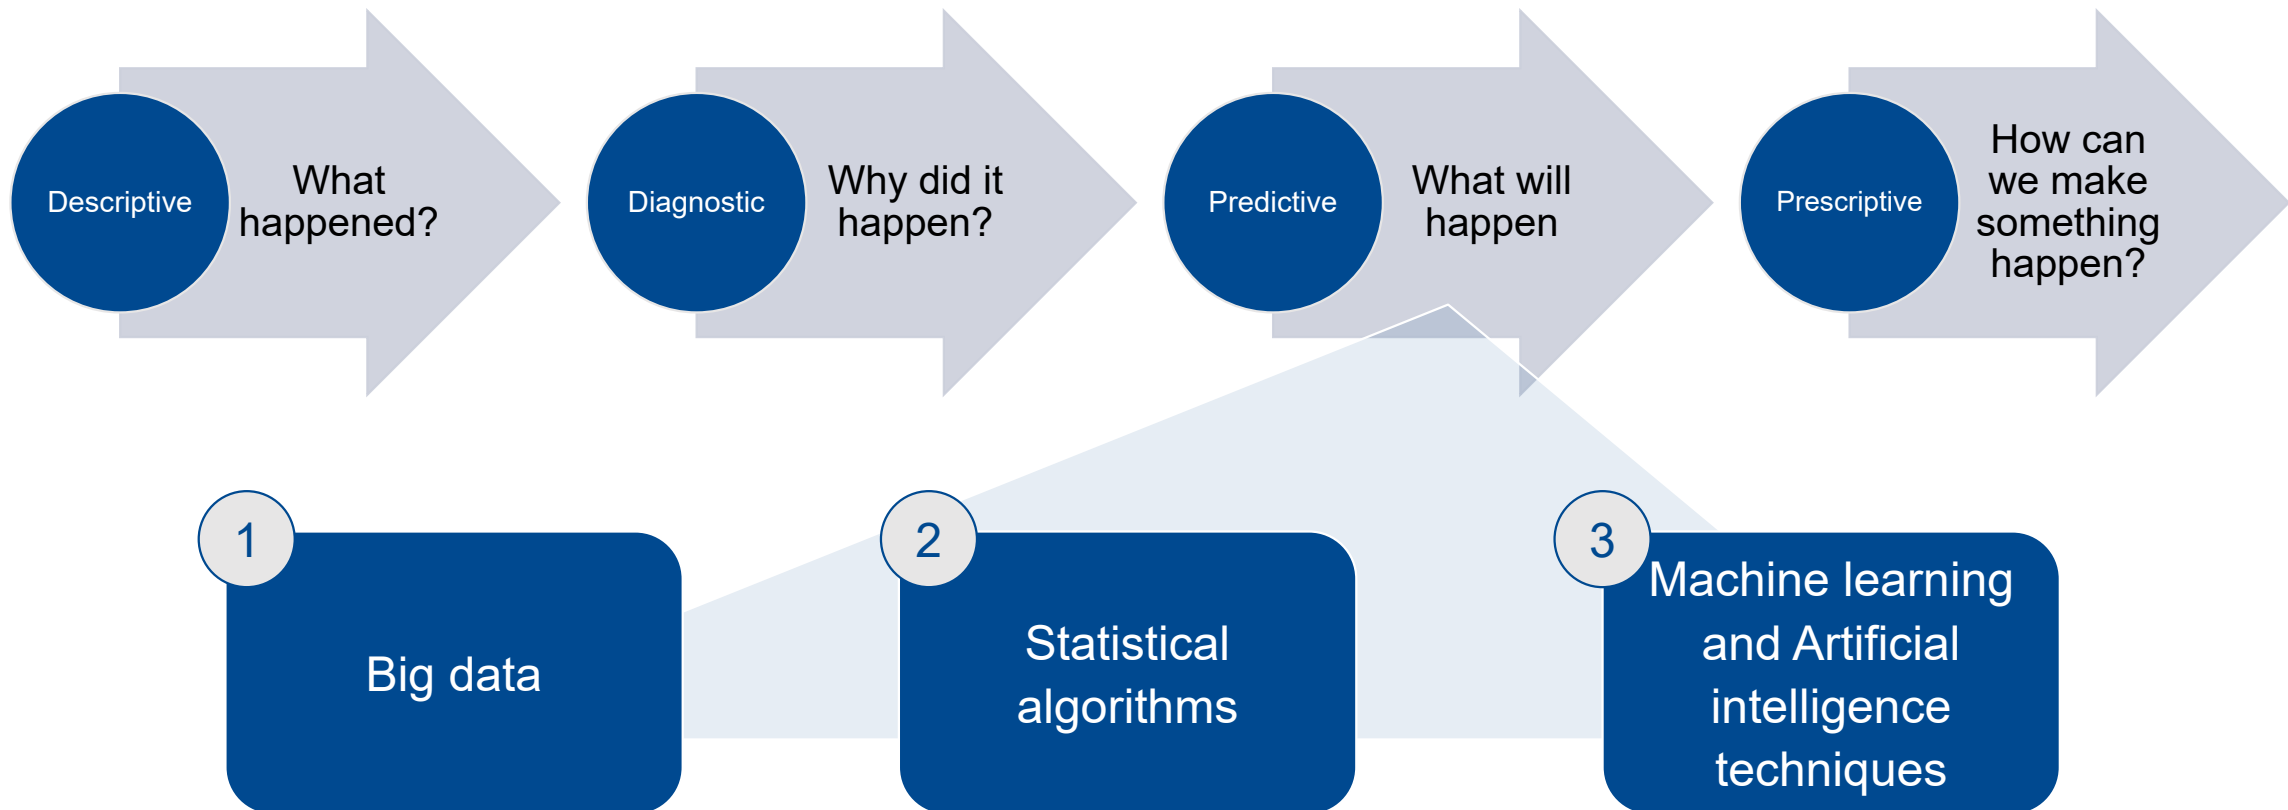 Descriptive
What
happened?
Diagnostic
Why did it
happen?
Predictive
What will
happen
Prescriptive
How can
we make
something
happen?
1
Big data
2
Statistical
algorithms
3
Machine learning
and Artificial
intelligence
techniques